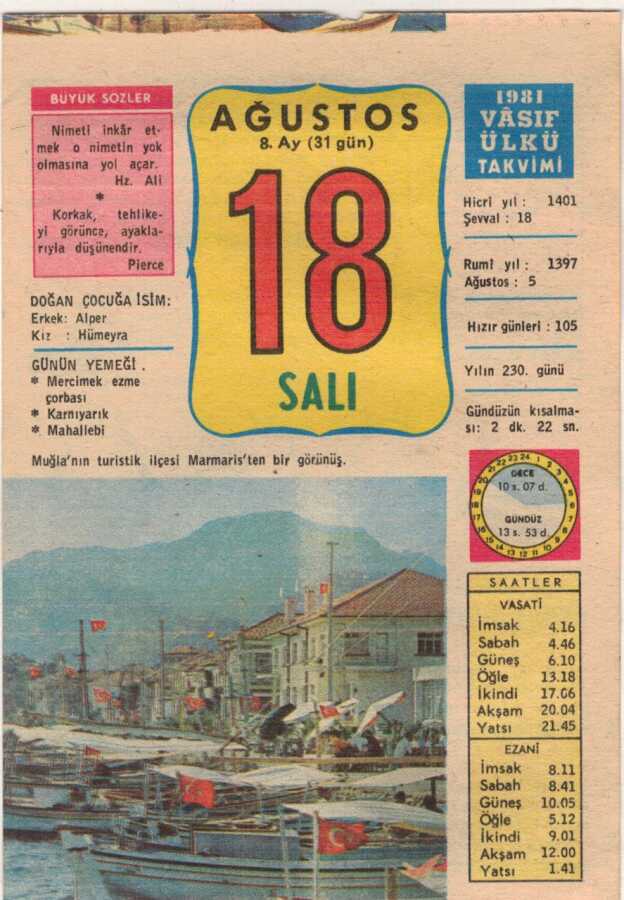 BÜYÜK SÖZLER
Nimeti inkâr et-
mek o nimetin yok
olmasına yol açar.
Hz. Ali
*
Korkak, tehlike-
yi görünce, ayakla-
rıyla düşünendir.
Pierce
DOĞAN ÇOCUĞA İSİM:
Erkek: Alper
Kız : Hümeyra
GÜNÜN YEMEĞİ .
* Mercimek ezme
çorbası
* Karnıyarık
* Mahallebi
AĞUSTOS
8. Ay (31 gün)
18
SALI
1981
VÂSIF
ÜLKÜ
TAKVİMİ
Hicrî yıl : 1401
Şevval : 18
Rumî yıl : 1397
Ağustos : 5
Hızır günleri : 105
Yılın 230. günü
Gündüzün kısalma-
sı: 2 dk. 22 sn.
Muğla'nın turistik ilçesi Marmaris'ten bir görünüş.
GECE
10 s. 07 d.
GÜNDÜZ
13 s. 53 d.
SAATLER
VASATİ
İmsak 4.16
Sabah 4.46
Güneş 6.10
Öğle 13.18
İkindi 17.06
Akşam 20.04
Yatsı 21.45
EZANİ
İmsak 8.11
Sabah 8.41
Güneş 10.05
Öğle 5.12
İkindi 9.01
Akşam 12.00
Yatsı 1.41